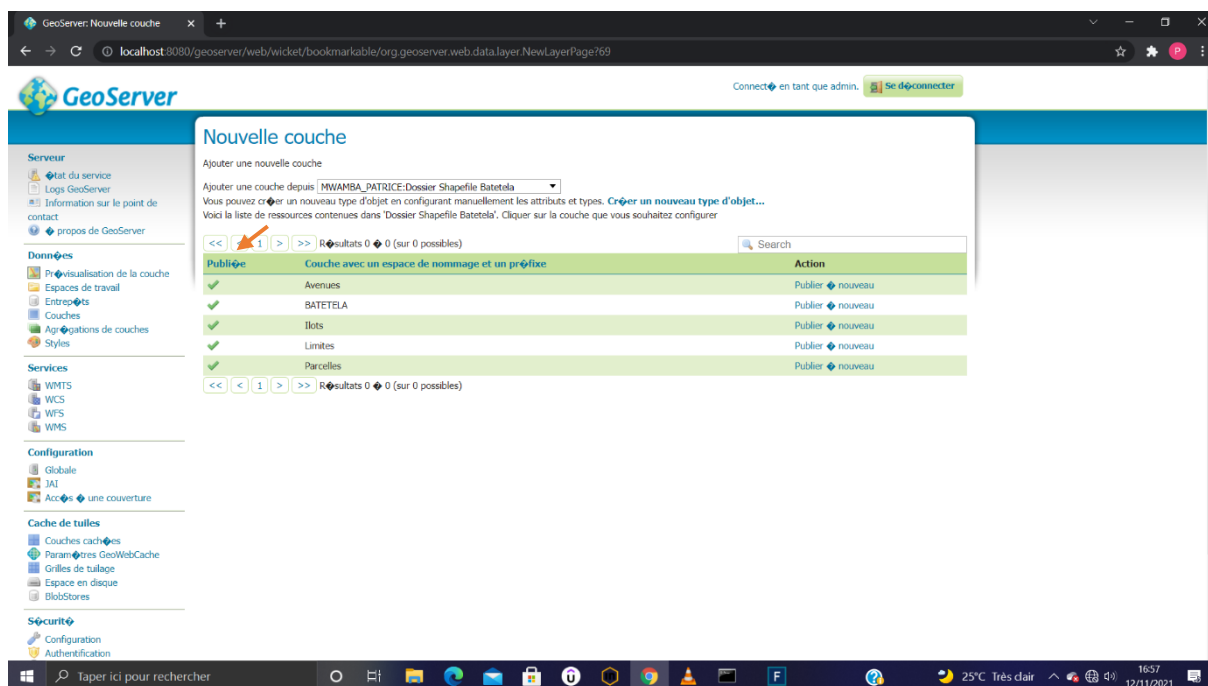 GeoServer: Nouvelle couche
localhost:8080/geoserver/web/wicket/bookmarkable/org.geoserver.web.data.layer.NewLayerPage?69
P
GeoServer
Connect� en tant que admin.
Se d�connecter
Nouvelle couche
Ajouter une nouvelle couche
Ajouter une couche depuis MWAMBA_PATRICE:Dossier Shapefile Batetela
Vous pouvez cr�er un nouveau type d'objet en configurant manuellement les attributs et types. Cr�er un nouveau type d'objet...
Voici la liste de ressources contenues dans 'Dossier Shapefile Batetela'. Cliquer sur la couche que vous souhaitez configurer
<< < 1 > >> R�sultats 0 � 0 (sur 0 possibles)
Search
Publi�e Couche avec un espace de nommage et un pr�fixe Action
Avenues Publier � nouveau
BATETELA Publier � nouveau
Ilots Publier � nouveau
Limites Publier � nouveau
Parcelles Publier � nouveau
<< < 1 > >> R�sultats 0 � 0 (sur 0 possibles)
Serveur
�tat du service
Logs GeoServer
Information sur le point de
contact
� propos de GeoServer
Donn�es
Pr�visualisation de la couche
Espaces de travail
Entrep�ts
Couches
Agr�gations de couches
Styles
Services
WMTS
WCS
WFS
WMS
Configuration
Globale
JAI
Acc�s � une couverture
Cache de tuiles
Couches cach�es
Param�tres GeoWebCache
Grilles de tuilage
Espace en disque
BlobStores
S�curit�
Configuration
Authentification
Taper ici pour rechercher
F
25°C Très clair
16:57
12/11/2021